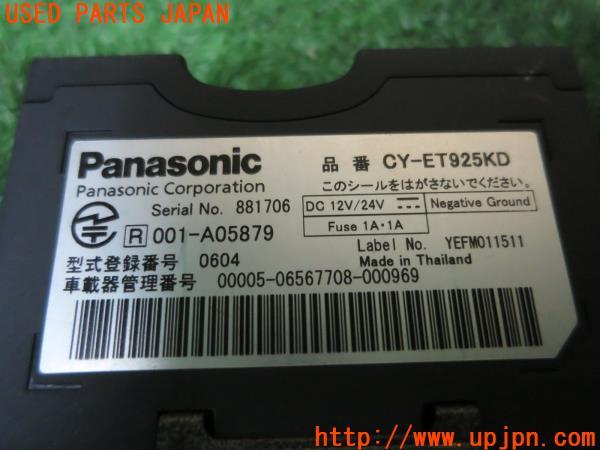 USED PARTS JAPAN
Panasonic
品番 CY-ET925KD
Panasonic Corporation
このシールをはがさないでください。
Serial No. 881706
DC 12V/24V
Negative Ground
R 001-A05879
Fuse 1A・1A
Label No. YEFM011511
型式登録番号 0604
Made in Thailand
車載器管理番号 00005-06567708-000969
http://www.upjpn.com